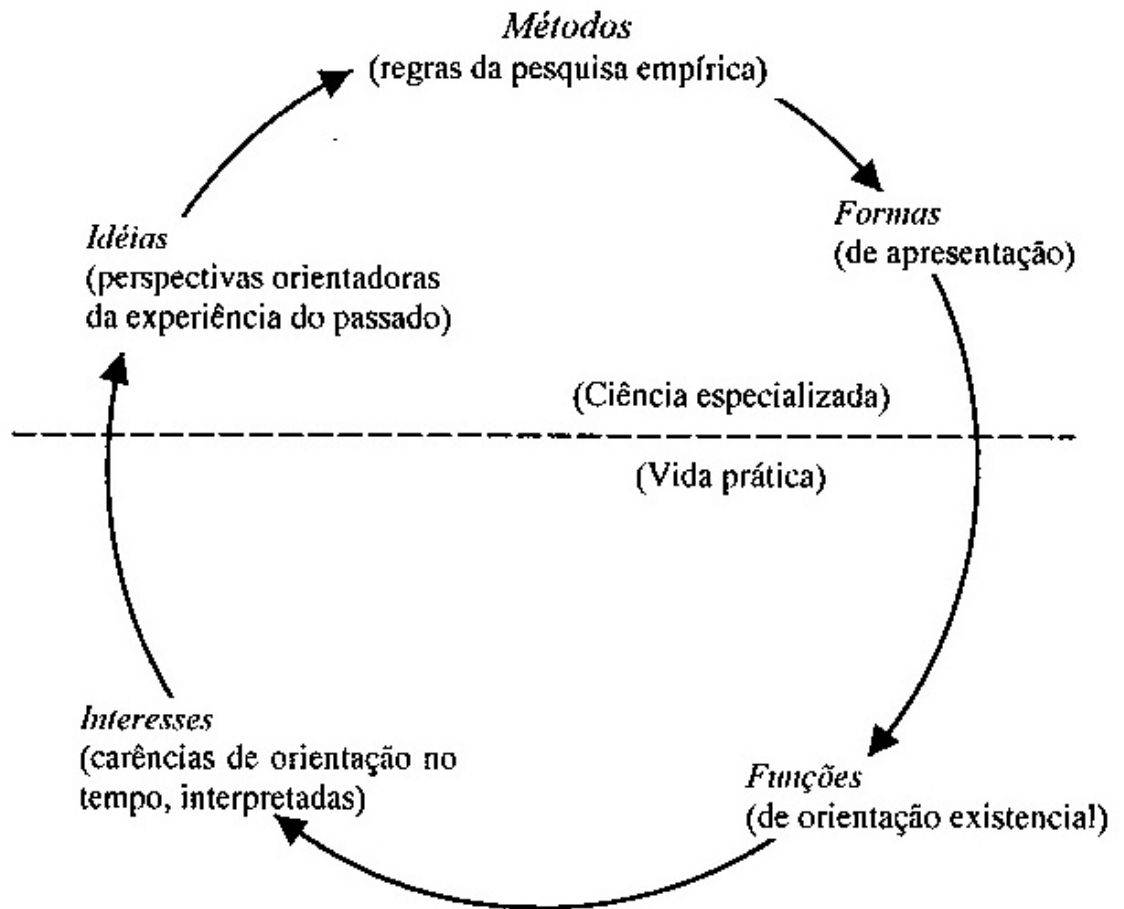 Métodos
(regras da pesquisa empírica)
Formas
(de apresentação)
Idéias
(perspectivas orientadoras
da experiência do passado)
(Ciência especializada)
(Vida prática)
Interesses
(carências de orientação no
tempo, interpretadas)
Funções
(de orientação existencial)